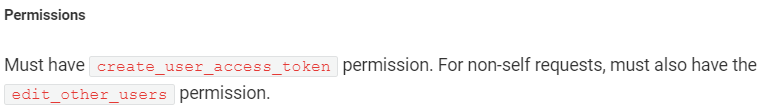 Permissions
Must have create_user_access_token permission. For non-self requests, must also have the
edit_other_users permission.